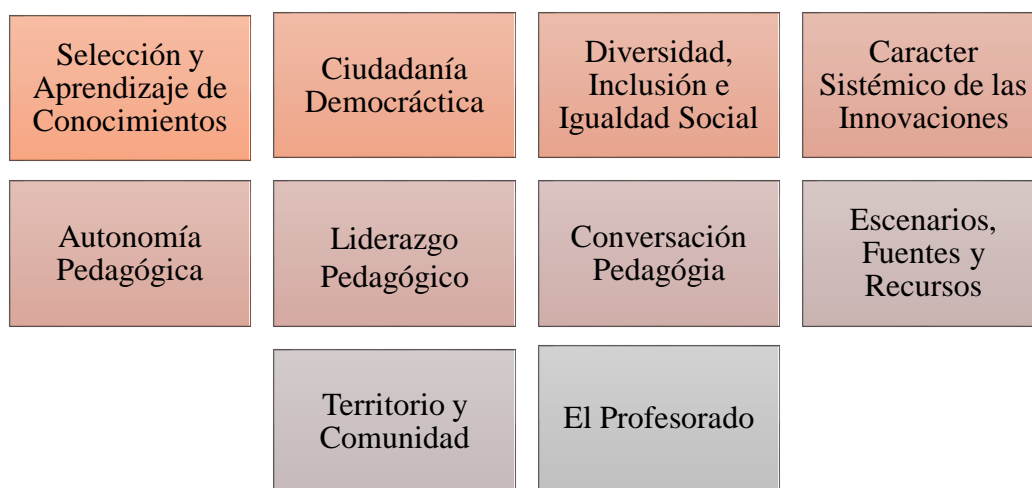 Selección y
Aprendizaje de
Conocimientos
Ciudadanía
Democráctica
Diversidad,
Inclusión e
Igualdad Social
Caracter
Sistémico de las
Innovaciones
Autonomía
Pedagógica
Liderazgo
Pedagógico
Conversación
Pedagógia
Escenarios,
Fuentes y
Recursos
Territorio y
Comunidad
El Profesorado